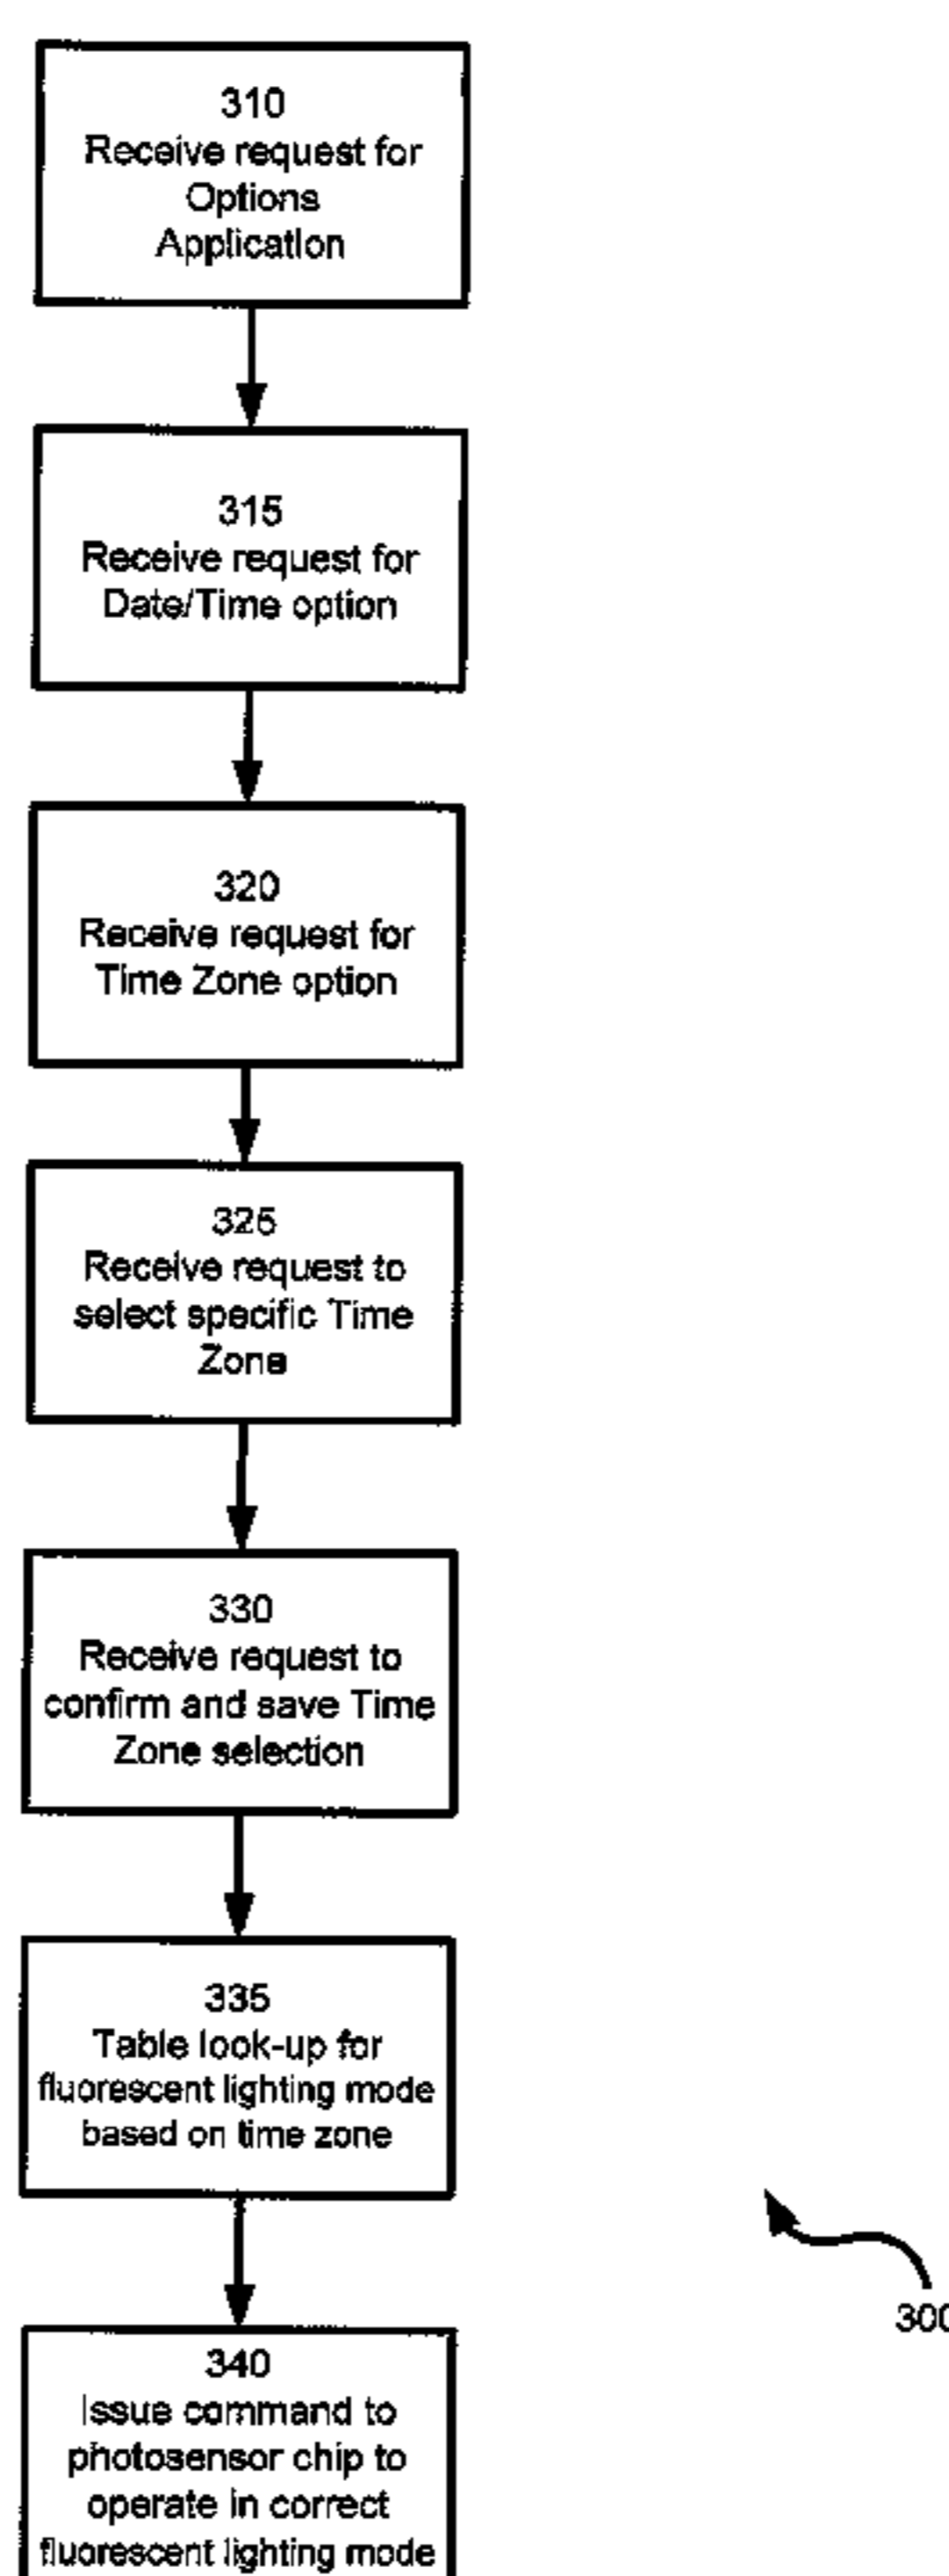 310
Receive request for
Options
Application
315
Receive request for
Date/Time option
320
Receive request for
Time Zone option
325
Receive request to
select specific Time
Zone
330
Receive request to
confirm and save Time
Zone selection
335
Table look-up for
fluorescent lighting mode
based on time zone
300
340
Issue command to
photosensor chip to
operate in correct
fluorescent lighting mode